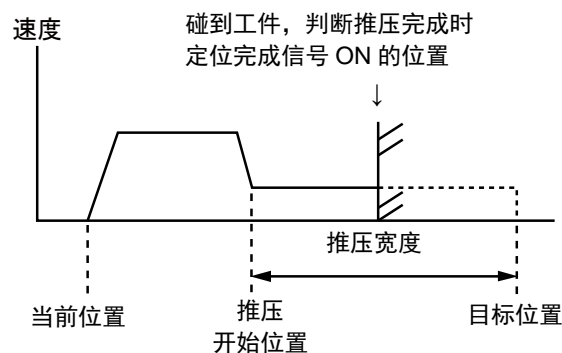 速度
碰到工件，判断推压完成时
定位完成信号 ON 的位置
↓
推压宽度
当前位置
推压
开始位置
目标位置